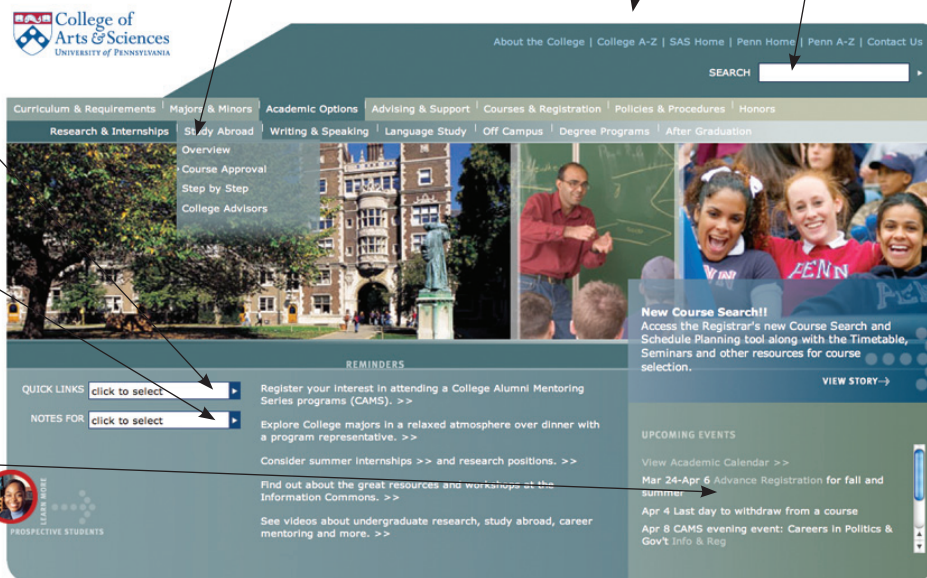 College of
Arts & Sciences
UNIVERSITY OF PENNSYLVANIA
About the College | College A-Z | SAS Home | Penn Home | Penn A-Z | Contact Us
SEARCH
Curriculum & Requirements Majors & Minors Academic Options Advising & Support Courses & Registration Policies & Procedures Honors
Research & Internships Study Abroad Writing & Speaking Language Study Off Campus Degree Programs After Graduation
Overview
Course Approval
Step by Step
College Advisors
PENN
New Course Search!!
Access the Registrar's new Course Search and
Schedule Planning tool along with the Timetable,
Seminars and other resources for course
selection.
VIEW STORY→
REMINDERS
QUICK LINKS click to select
NOTES FOR click to select
Register your interest in attending a College Alumni Mentoring
Series programs (CAMS). >>
Explore College majors in a relaxed atmosphere over dinner with
a program representative. >>
Consider summer internships >> and research positions. >>
Find out about the great resources and workshops at the
Information Commons. >>
See videos about undergraduate research, study abroad, career
mentoring and more. >>
UPCOMING EVENTS
View Academic Calendar >>
Mar 24-Apr 6 Advance Registration for fall and
summer
Apr 4 Last day to withdraw from a course
Apr 8 CAMS evening event: Careers in Politics &
Gov't Info & Reg
LEARN MORE
PROSPECTIVE STUDENTS